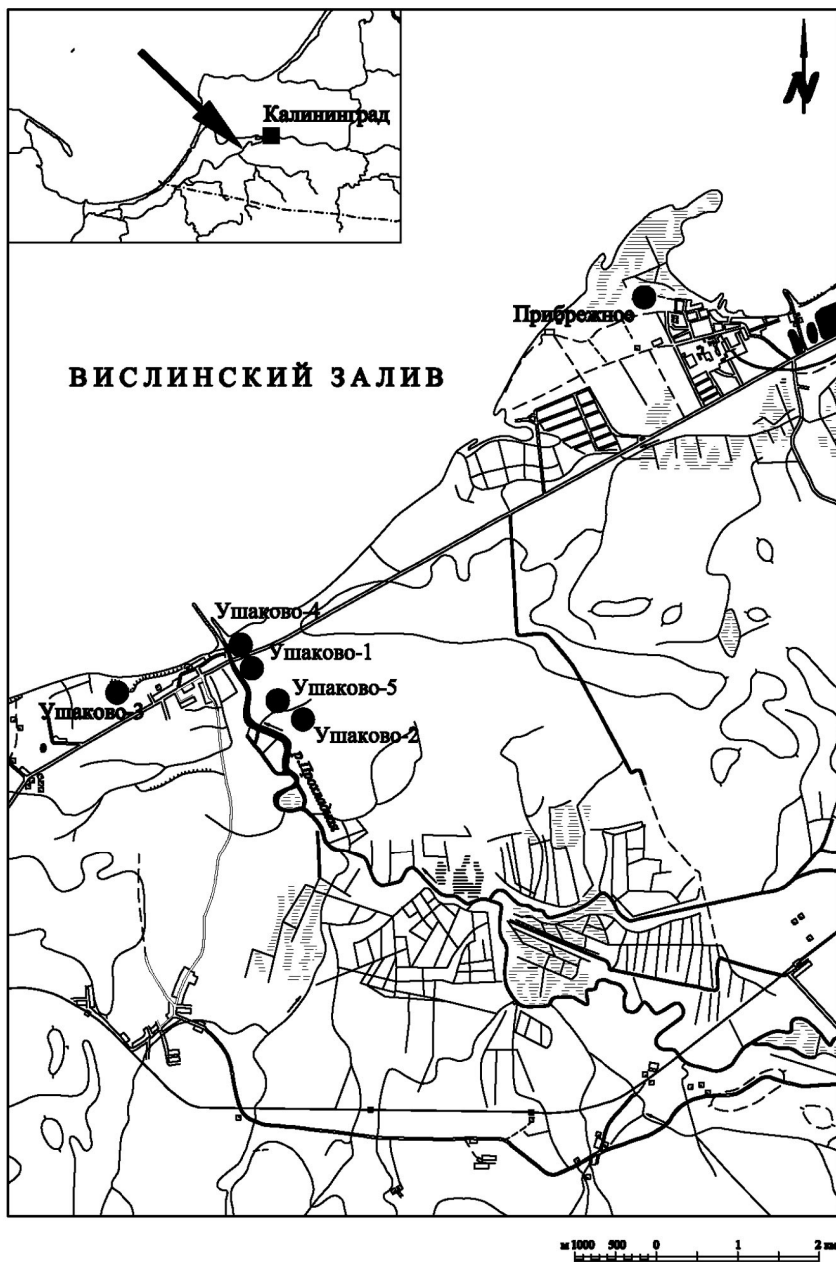 Калининград
N
Прибрежное
ВИСЛИНСКИЙ ЗАЛИВ
Ушаково-4
Ушаково-1
Ушаково-5
Ушаково-3
Ушаково-2
р.Прохладная
м 1000 500 0 1 2 км